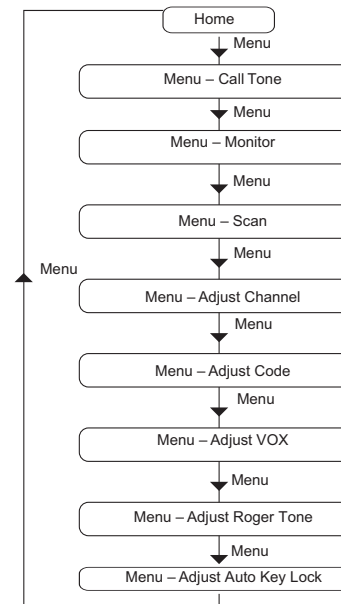 Home
Menu
Menu – Call Tone
Menu
Menu – Monitor
Menu
Menu – Scan
Menu
Menu
Menu – Adjust Channel
Menu
Menu – Adjust Code
Menu
Menu – Adjust VOX
Menu
Menu – Adjust Roger Tone
Menu
Menu – Adjust Auto Key Lock